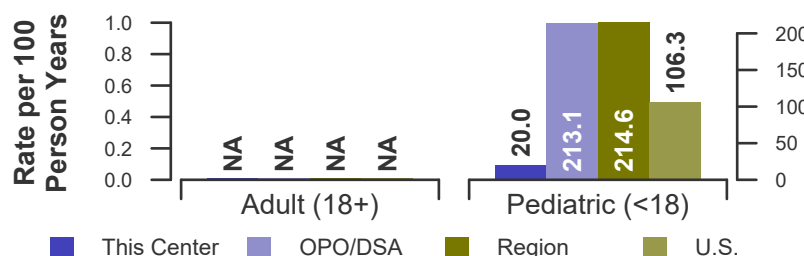 Rate per 100
Person Years
1.0
0.8
0.6
0.4
0.2
0.0
NA NA NA NA
20.0 213.1 214.6 106.3
200
150
100
50
0
Adult (18+) Pediatric (<18)
This Center OPO/DSA Region U.S.